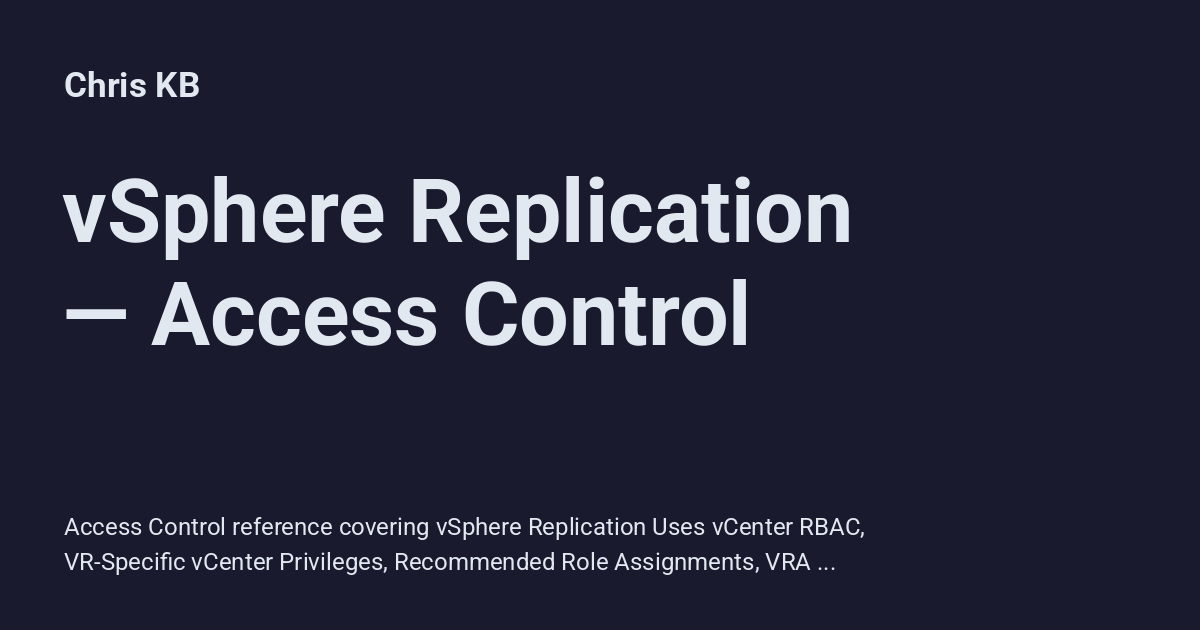 Chris KB
vSphere Replication
— Access Control
Access Control reference covering vSphere Replication Uses vCenter RBAC,
VR-Specific vCenter Privileges, Recommended Role Assignments, VRA ...